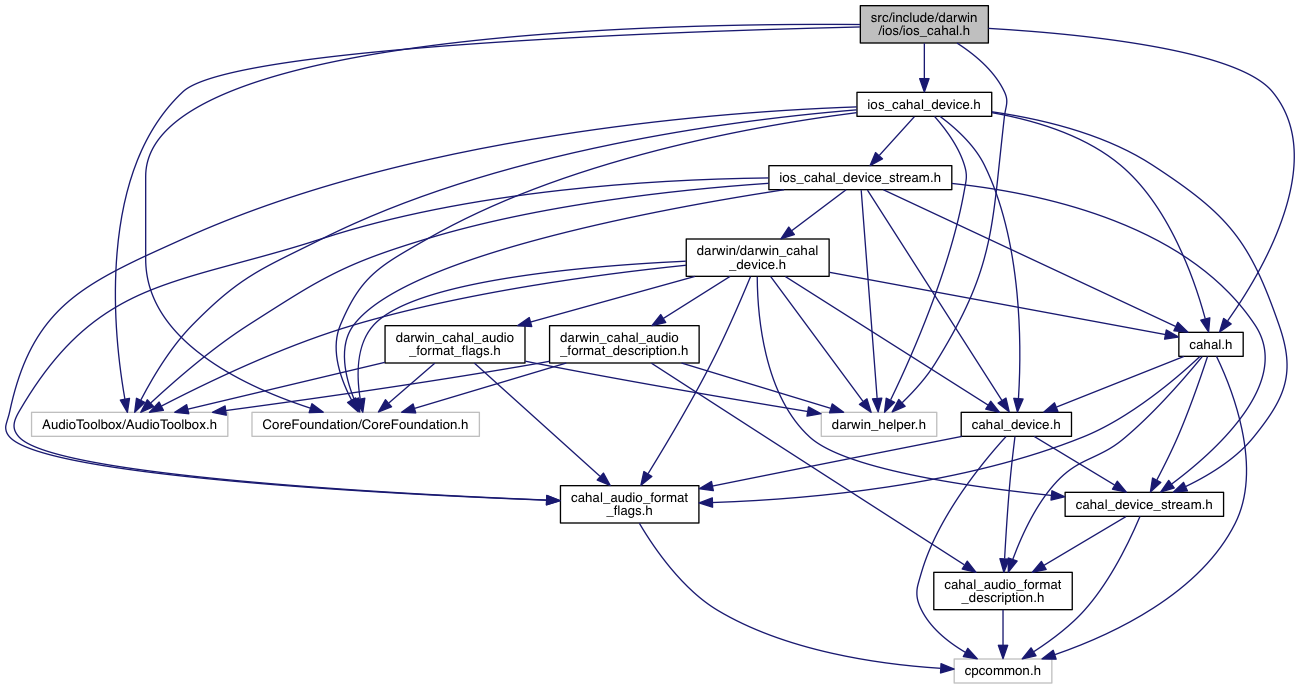 src/include/darwin
/ios/ios_cahal.h
ios_cahal_device.h
ios_cahal_device_stream.h
darwin/darwin_cahal
_device.h
darwin_cahal_audio
_format_flags.h
darwin_cahal_audio
_format_description.h
cahal.h
AudioToolbox/AudioToolbox.h
CoreFoundation/CoreFoundation.h
darwin_helper.h
cahal_device.h
cahal_audio_format
_flags.h
cahal_device_stream.h
cahal_audio_format
_description.h
cpcommon.h